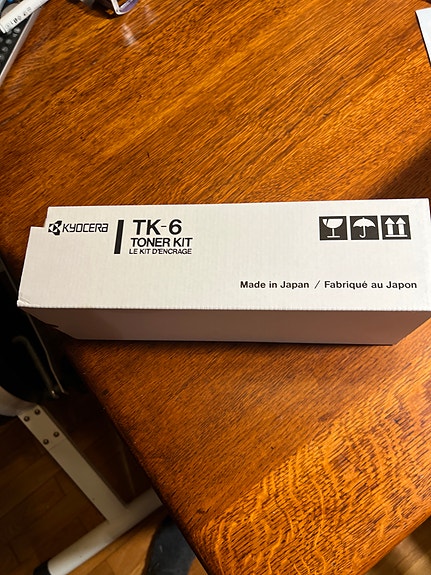 KYOCERA
TK-6
TONER KIT
LE KIT D'ENCRAGE
Made in Japan / Fabriqué au Japon